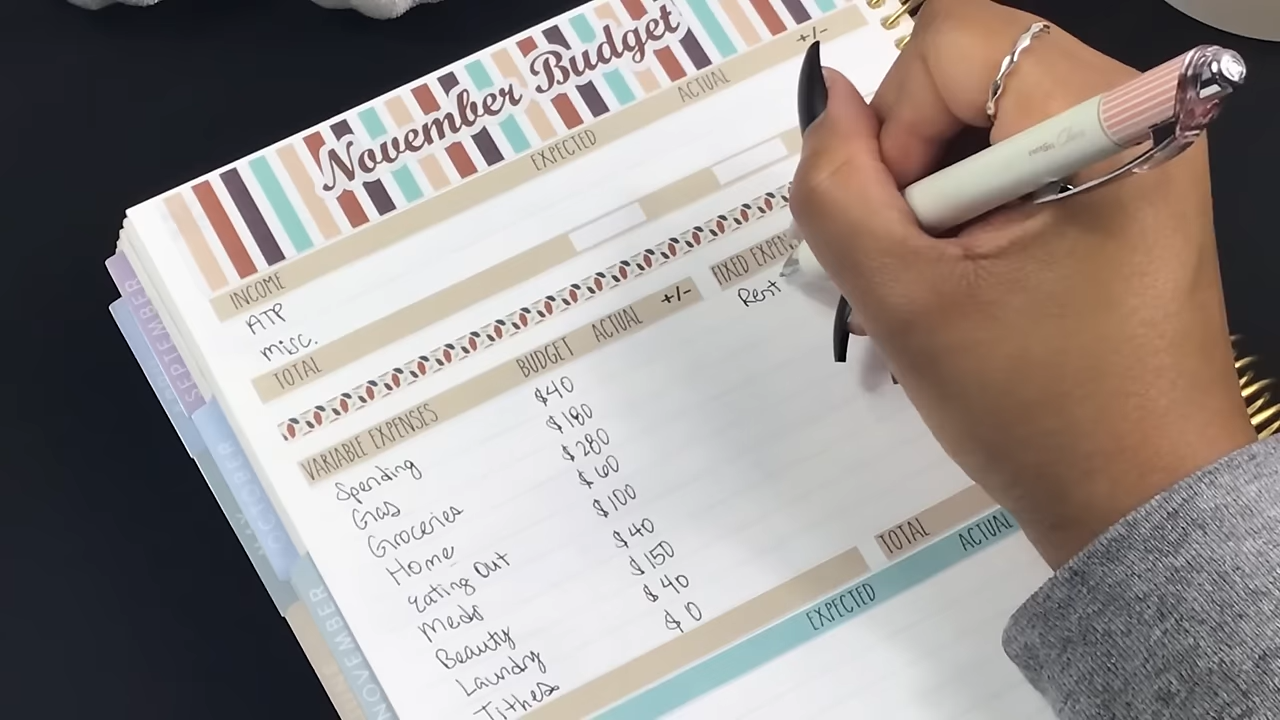 November Budget
EXPECTED ACTUAL +/-
INCOME
ATP
misc.
TOTAL
VARIABLE EXPENSES BUDGET ACTUAL +/-
Spending $40
Gas $180
Groceries $280
Home $60
Eating Out $100
Meds $40
Beauty $150
Laundry $40
Tithes $0
FIXED EXPEN
Rent
TOTAL
EXPECTED ACTUAL
SEPTEMBER
OCTOBER
NOVEMBER